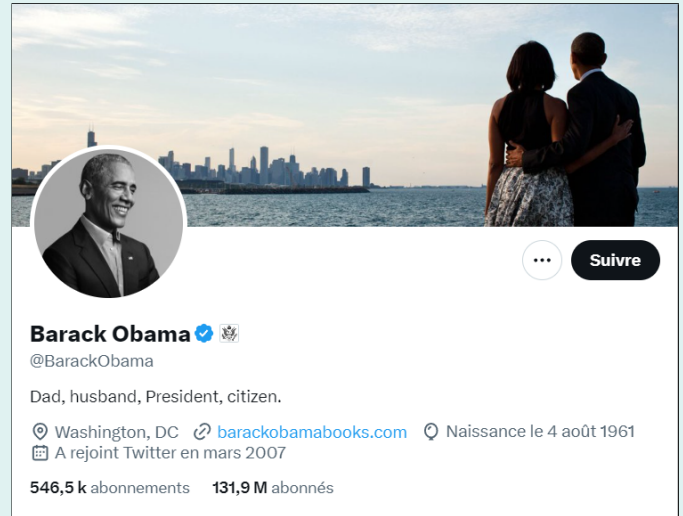 Suivre
Barack Obama
@BarackObama
Dad, husband, President, citizen.
Washington, DC barackobamabooks.com Naissance le 4 août 1961
A rejoint Twitter en mars 2007
546,5 k abonnements 131,9 M abonnés